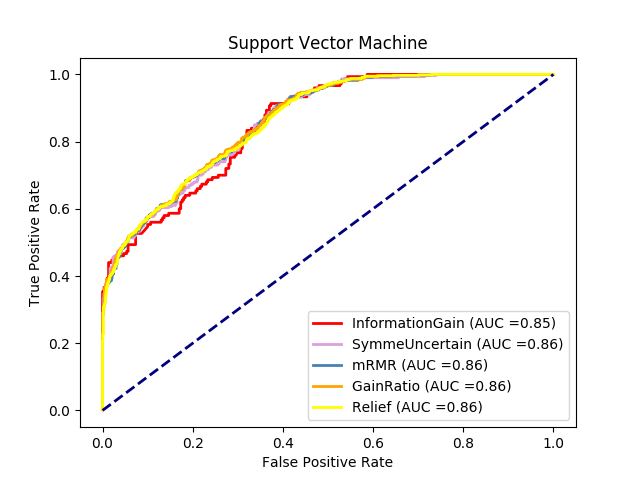 Support Vector Machine
True Positive Rate
1.0
0.8
0.6
0.4
0.2
0.0
InformationGain (AUC =0.85)
SymmeUncertain (AUC =0.86)
mRMR (AUC =0.86)
GainRatio (AUC =0.86)
Relief (AUC =0.86)
0.0 0.2 0.4 0.6 0.8 1.0
False Positive Rate